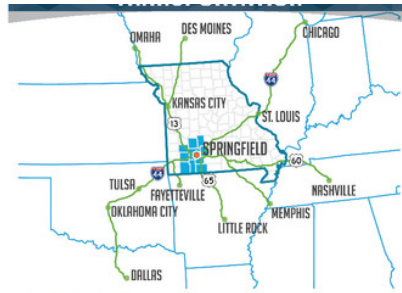 OMAHA
DES MOINES
CHICAGO
44
KANSAS CITY
13
ST. LOUIS
SPRINGFIELD
60
44
TULSA
FAYETTEVILLE
65
NASHVILLE
OKLAHOMA CITY
MEMPHIS
LITTLE ROCK
DALLAS